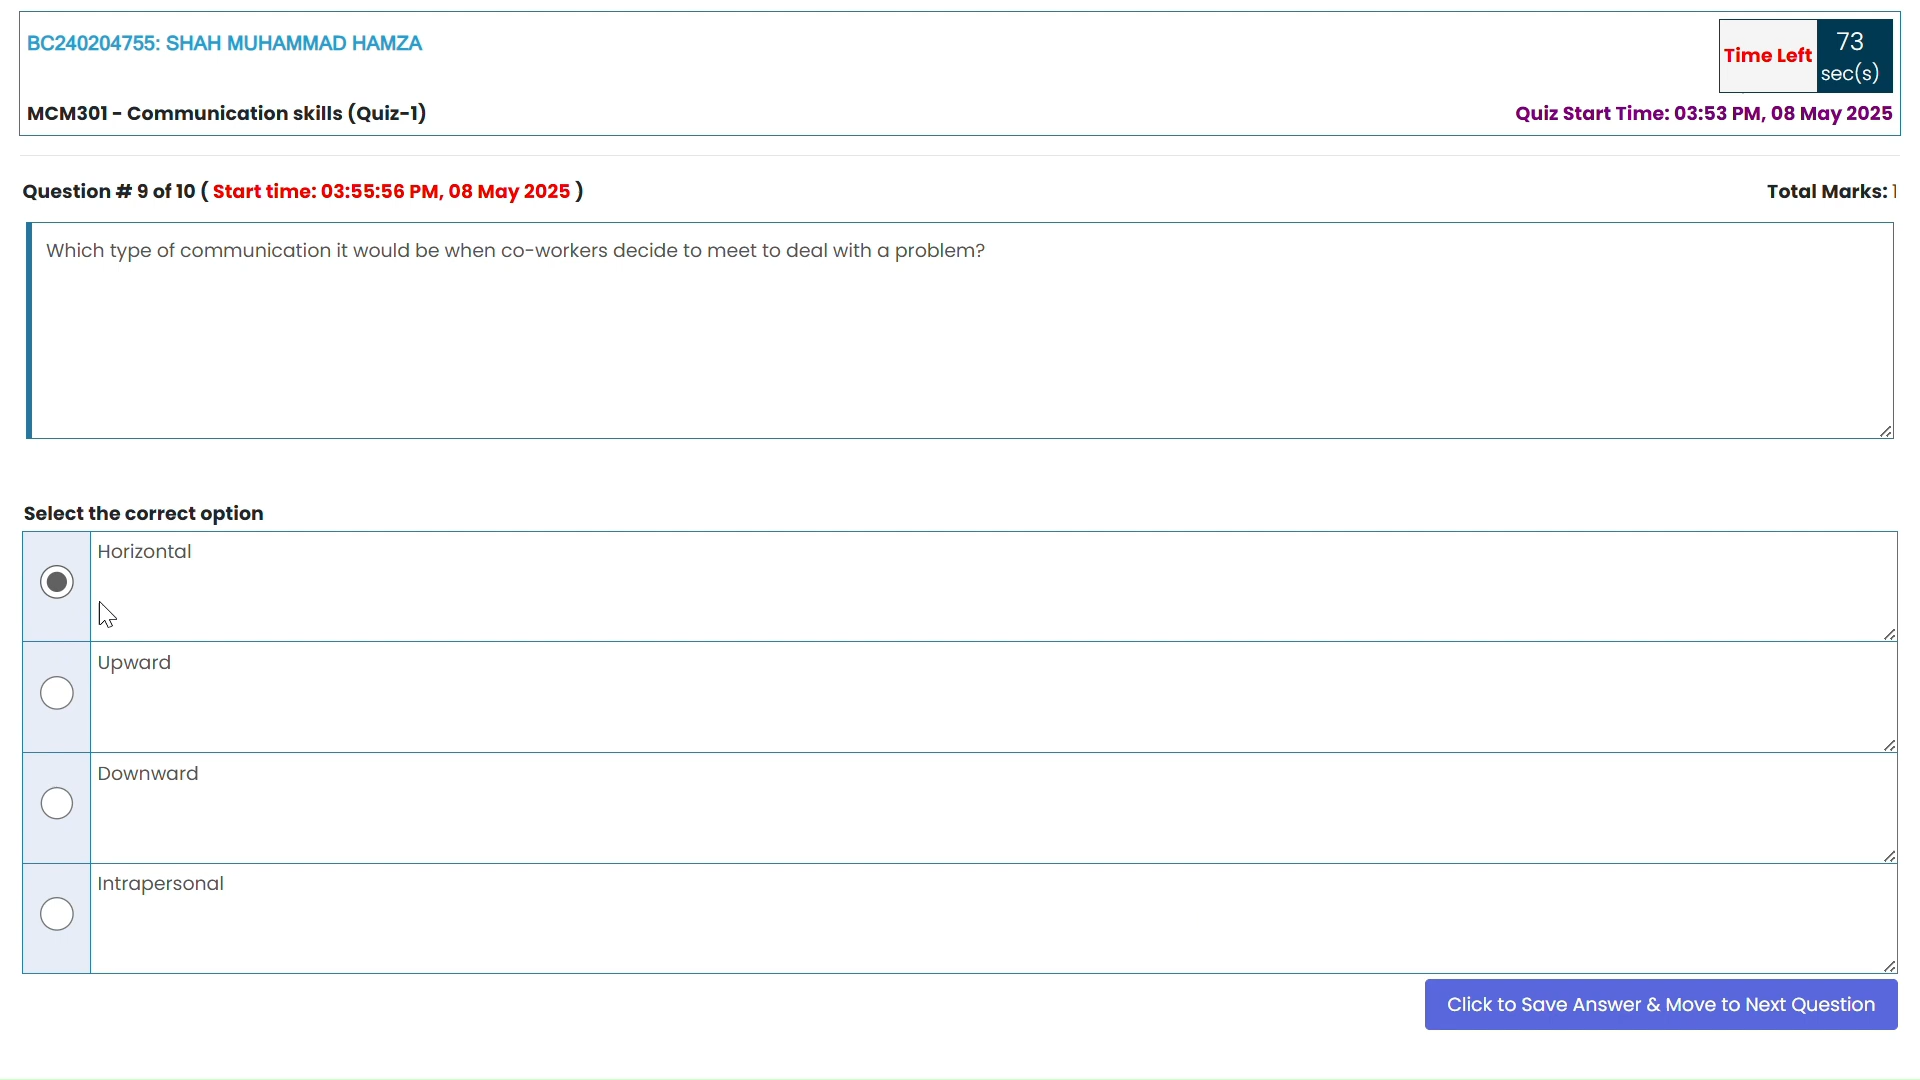 BC240204755: SHAH MUHAMMAD HAMZA
Time Left
73
sec(s)
MCM301 - Communication skills (Quiz-1)
Quiz Start Time: 03:53 PM, 08 May 2025
Question # 9 of 10 ( Start time: 03:55:56 PM, 08 May 2025 )
Total Marks: 1
Which type of communication it would be when co-workers decide to meet to deal with a problem?
Select the correct option
Horizontal
Upward
Downward
Intrapersonal
Click to Save Answer & Move to Next Question